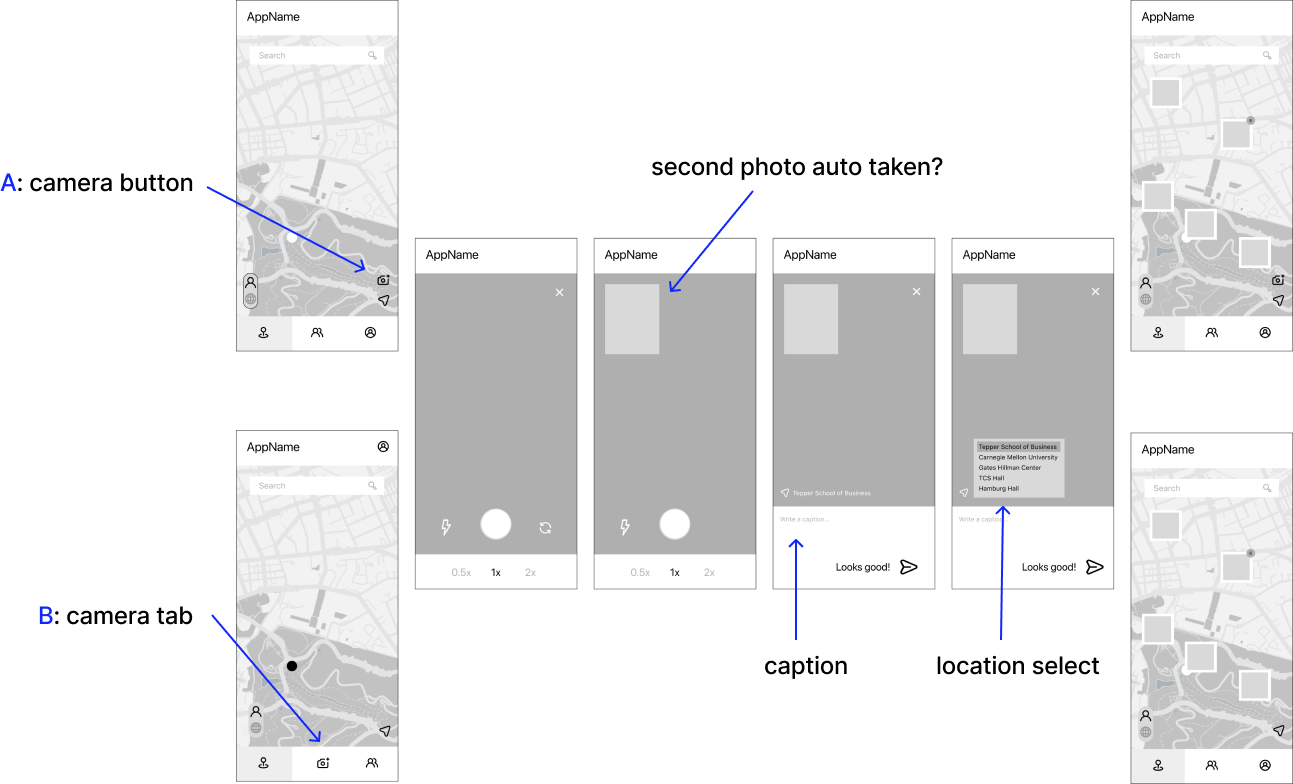 AppName
Search
A: camera button
AppName
Search
second photo auto taken?
AppName
0.5x 1x 2x
AppName
0.5x 1x 2x
AppName
Tepper School of Business
Write a caption...
Looks good!
AppName
Tepper School of Business
Carnegie Mellon University
Gates Hillman Center
TCS Hall
Hamburg Hall
Write a caption...
Looks good!
AppName
Search
B: camera tab
caption
location select
AppName
Search